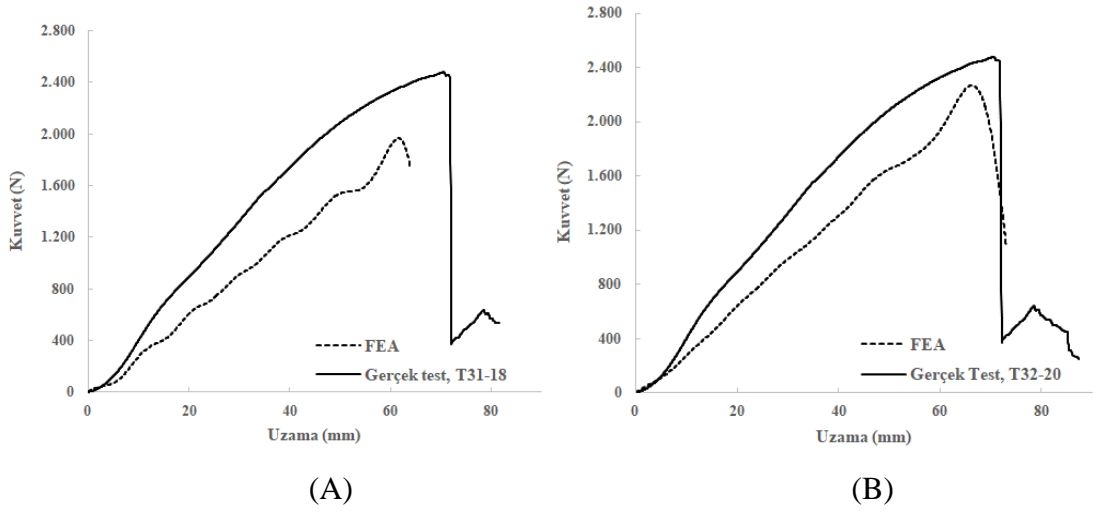 2.800
2.400
2.000
1.600
1.200
800
400
0
Kuvvet (N)
0 20 40 60 80
Uzama (mm)
FEA
Gerçek test, T31-18
(A)
2.800
2.400
2.000
1.600
1.200
800
400
0
Kuvvet (N)
0 20 40 60 80
Uzama (mm)
FEA
Gerçek Test, T32-20
(B)